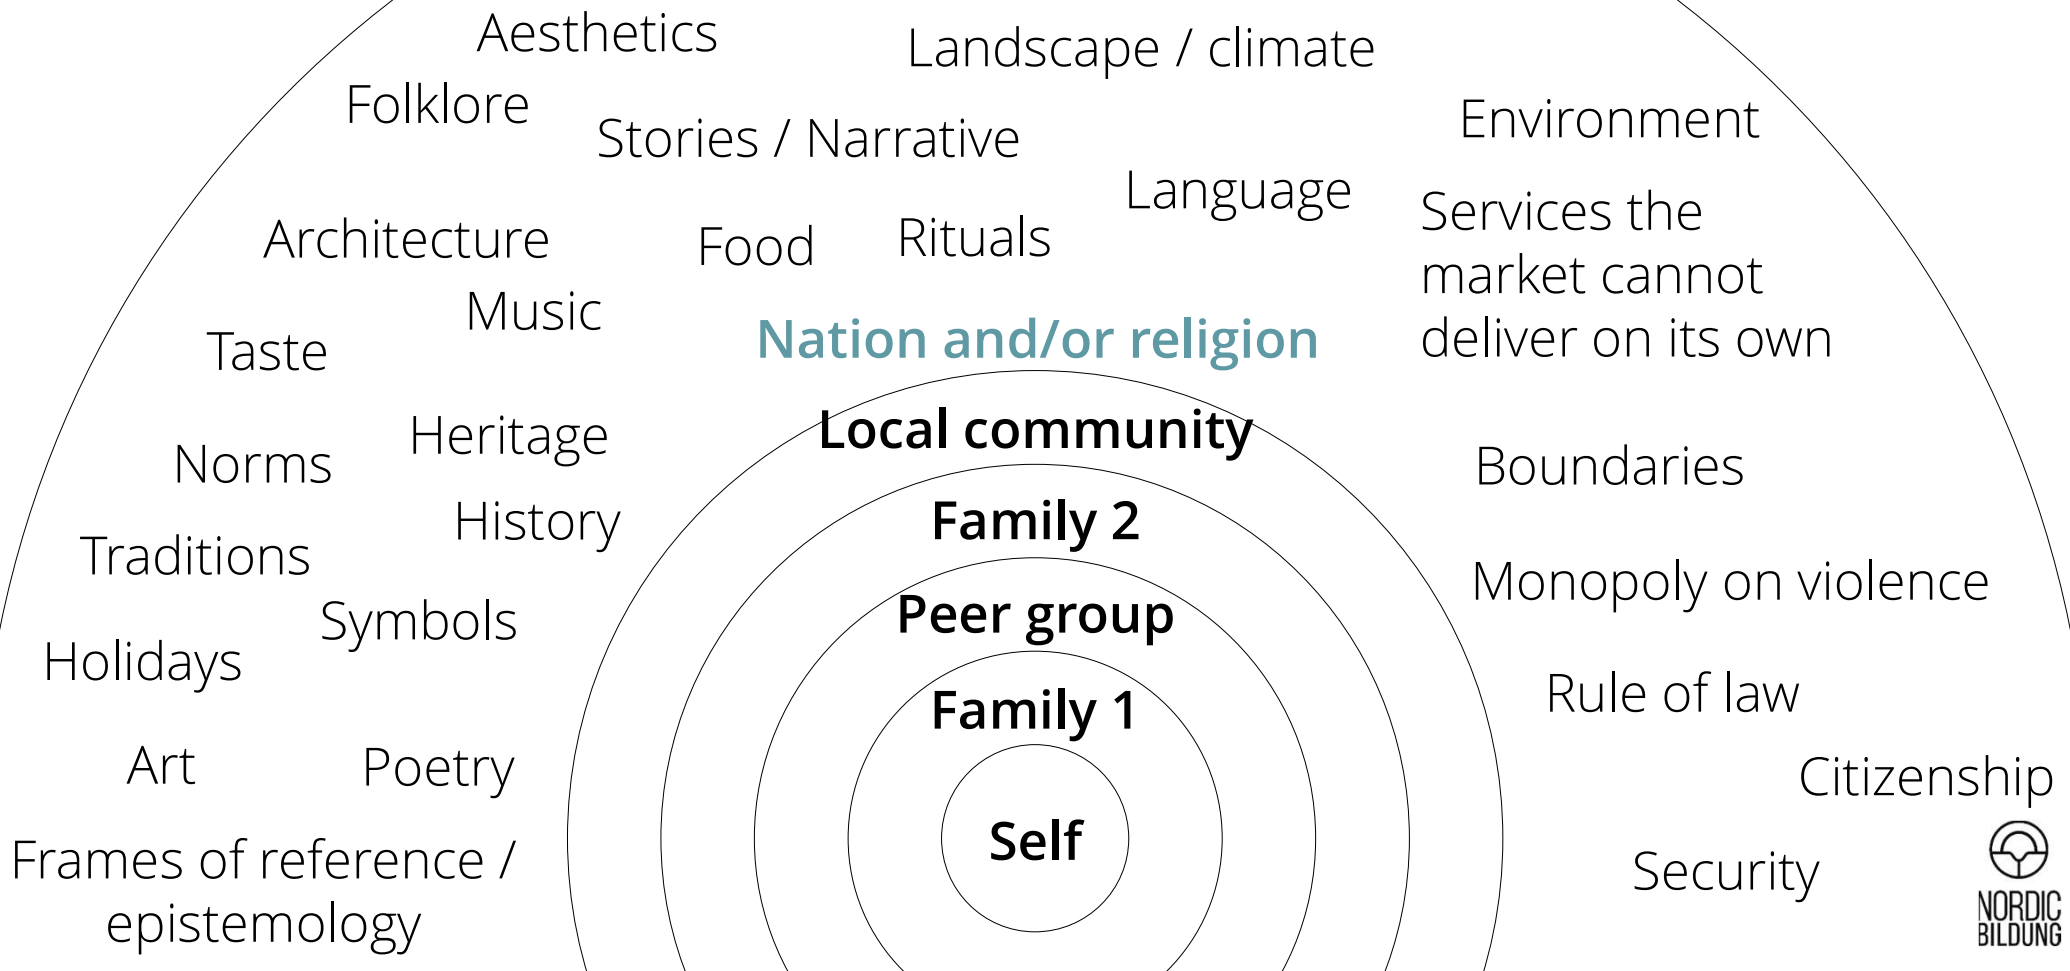 Aesthetics
Landscape / climate
Folklore
Stories / Narrative
Environment
Language
Services the
market cannot
deliver on its own
Architecture
Food
Rituals
Music
Taste
Nation and/or religion
Local community
Heritage
Norms
Boundaries
History
Family 2
Traditions
Monopoly on violence
Symbols
Peer group
Holidays
Rule of law
Family 1
Art
Poetry
Citizenship
Self
Frames of reference /
epistemology
Security
NORDIC
BILDUNG